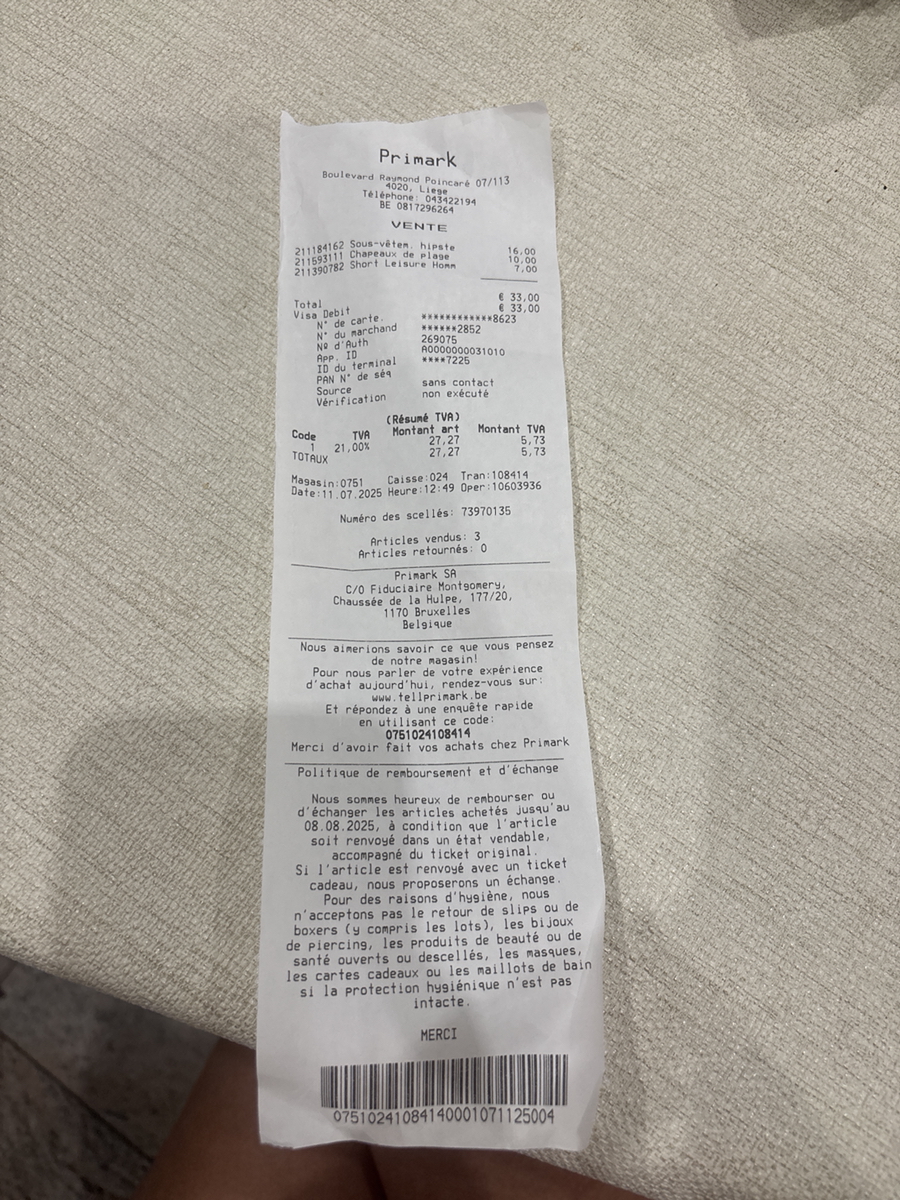 Primark
Boulevard Raymond Poincaré 07/113
4020, Liege
Téléphone: 043422194
BE 0817296264
VENTE
211184162 Sous-vêtem. hipste 16,00
211593111 Chapeaux de plage 10,00
211390782 Short Leisure Homm 7,00
Total € 33,00
Visa Debit € 33,00
N° de carte. ************8623
N° du marchand ******2852
Nº d'Auth 269075
App. ID A0000000031010
ID du terminal ****7225
PAN N° de séq
Source sans contact
Vérification non exécuté
(Résumé TVA)
Code TVA Montant art Montant TVA
1 21,00% 27,27 5,73
TOTAUX 27,27 5,73
Magasin:0751 Caisse:024 Tran:108414
Date:11.07.2025 Heure:12:49 Oper:10603936
Numéro des scellés: 73970135
Articles vendus: 3
Articles retournés: 0
Primark SA
C/O Fiduciaire Montgomery,
Chaussée de la Hulpe, 177/20,
1170 Bruxelles
Belgique
Nous aimerions savoir ce que vous pensez
de notre magasin!
Pour nous parler de votre expérience
d'achat aujourd'hui, rendez-vous sur:
www.tellprimark.be
Et répondez à une enquête rapide
en utilisant ce code:
0751024108414
Merci d'avoir fait vos achats chez Primark
Politique de remboursement et d'échange
Nous sommes heureux de rembourser ou
d'échanger les articles achetés jusqu'au
08.08.2025, à condition que l'article
soit renvoyé dans un état vendable,
accompagné du ticket original.
Si l'article est renvoyé avec un ticket
cadeau, nous proposerons un échange.
Pour des raisons d'hygiène, nous
n'acceptons pas le retour de slips ou de
boxers (y compris les lots), les bijoux
de piercing, les produits de beauté ou de
santé ouverts ou descellés, les masques,
les cartes cadeaux ou les maillots de bain
si la protection hygiénique n'est pas
intacte.
MERCI
07510241084140001071125004